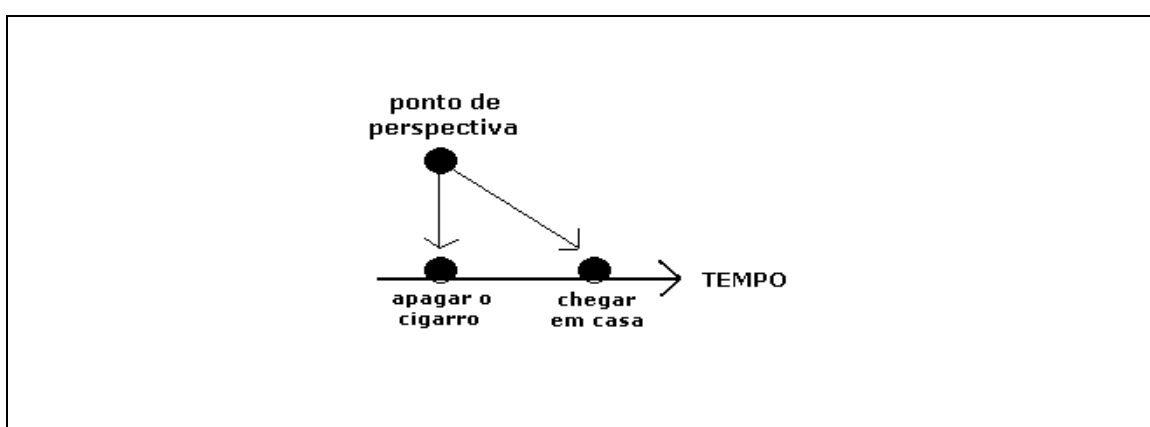 ponto de
perspectiva
TEMPO
apagar o
cigarro
chegar
em casa